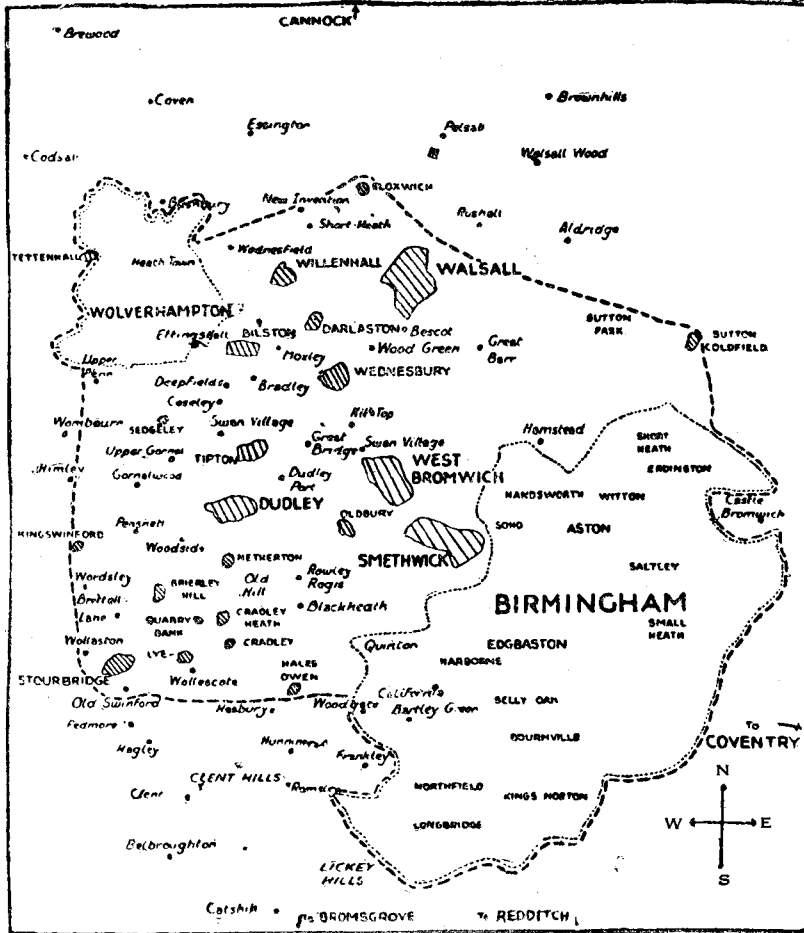 CANNOCK
Brewood
Coven
Brownhills
Essington
Pelsall
Codsall
Walsall Wood
BLOXWICH
New Invention
Rushall
Short Heath
Aldridge
Wednesfield
TETTENHALL
Heath Town
WILLENHALL
WALSALL
WOLVERHAMPTON
SUTTON
PARK
DARLASTON
Bescot
BILSTON
SUTTON
KOLDFIELD
Ettingshall
Moxley
Wood Green
Great
Barr
Upper
Penn
WEDNESBURY
Deepfields
Bradley
Coseley
Hill Top
Wombourn
SEDGELEY
Swan Village
Hamstead
SHORT
HEATH
Great
Bridge
Swan Village
Upper Gornal
TIPTON
WEST
BROMWICH
ERDINGTON
Himley
Gornalwood
Dudley
Port
HANDSWORTH
WITTON
Castle
Bromwich
DUDLEY
OLDBURY
Pensnett
SOHO
ASTON
KINGSWINFORD
Woodside
SMETHWICK
NETHERTON
SALTLEY
Wordsley
BRIERLEY
HILL
Old
Hill
Rowley
Regis
Brettell
Lane
Blackheath
BIRMINGHAM
QUARRY
BANK
CRADLEY
HEATH
SMALL
HEATH
Wollaston
LYE
CRADLEY
Quinton
EDGBASTON
HARBORNE
STOURBRIDGE
Wollescote
HALES
OWEN
California
Old Swinford
Hasbury
Woodgate
Bartley Green
SELLY OAK
Pedmore
BOURNVILLE
TO
COVENTRY
Hagley
Hunnington
Frankley
CLENT HILLS
Romsley
Clent
NORTHFIELD
KINGS NORTON
N
W
E
S
LONGBRIDGE
Belbroughton
LICKEY
HILLS
Catshill
To BROMSGROVE
To REDDITCH